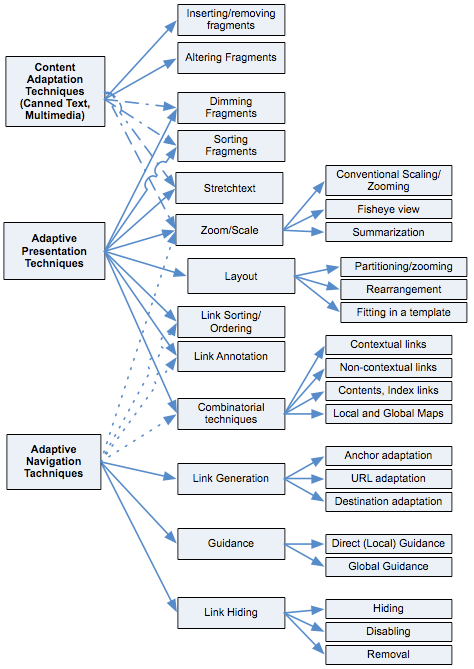 Inserting/removing
fragments
Content
Adaptation
Techniques
(Canned Text,
Multimedia)
Altering Fragments
Dimming
Fragments
Sorting
Fragments
Stretchtext
Conventional Scaling/
Zooming
Zoom/Scale
Fisheye view
Summarization
Adaptive
Presentation
Techniques
Layout
Partitioning/zooming
Rearrangement
Fitting in a template
Link Sorting/
Ordering
Link Annotation
Contextual links
Non-contextual links
Combinatorial
techniques
Contents, Index links
Local and Global Maps
Adaptive
Navigation
Tachniques
Link Generation
Anchor adaptation
URL adaptation
Destination adaptation
Guidance
Direct (Local) Guidance
Global Guidance
Link Hiding
Hiding
Disabling
Removal